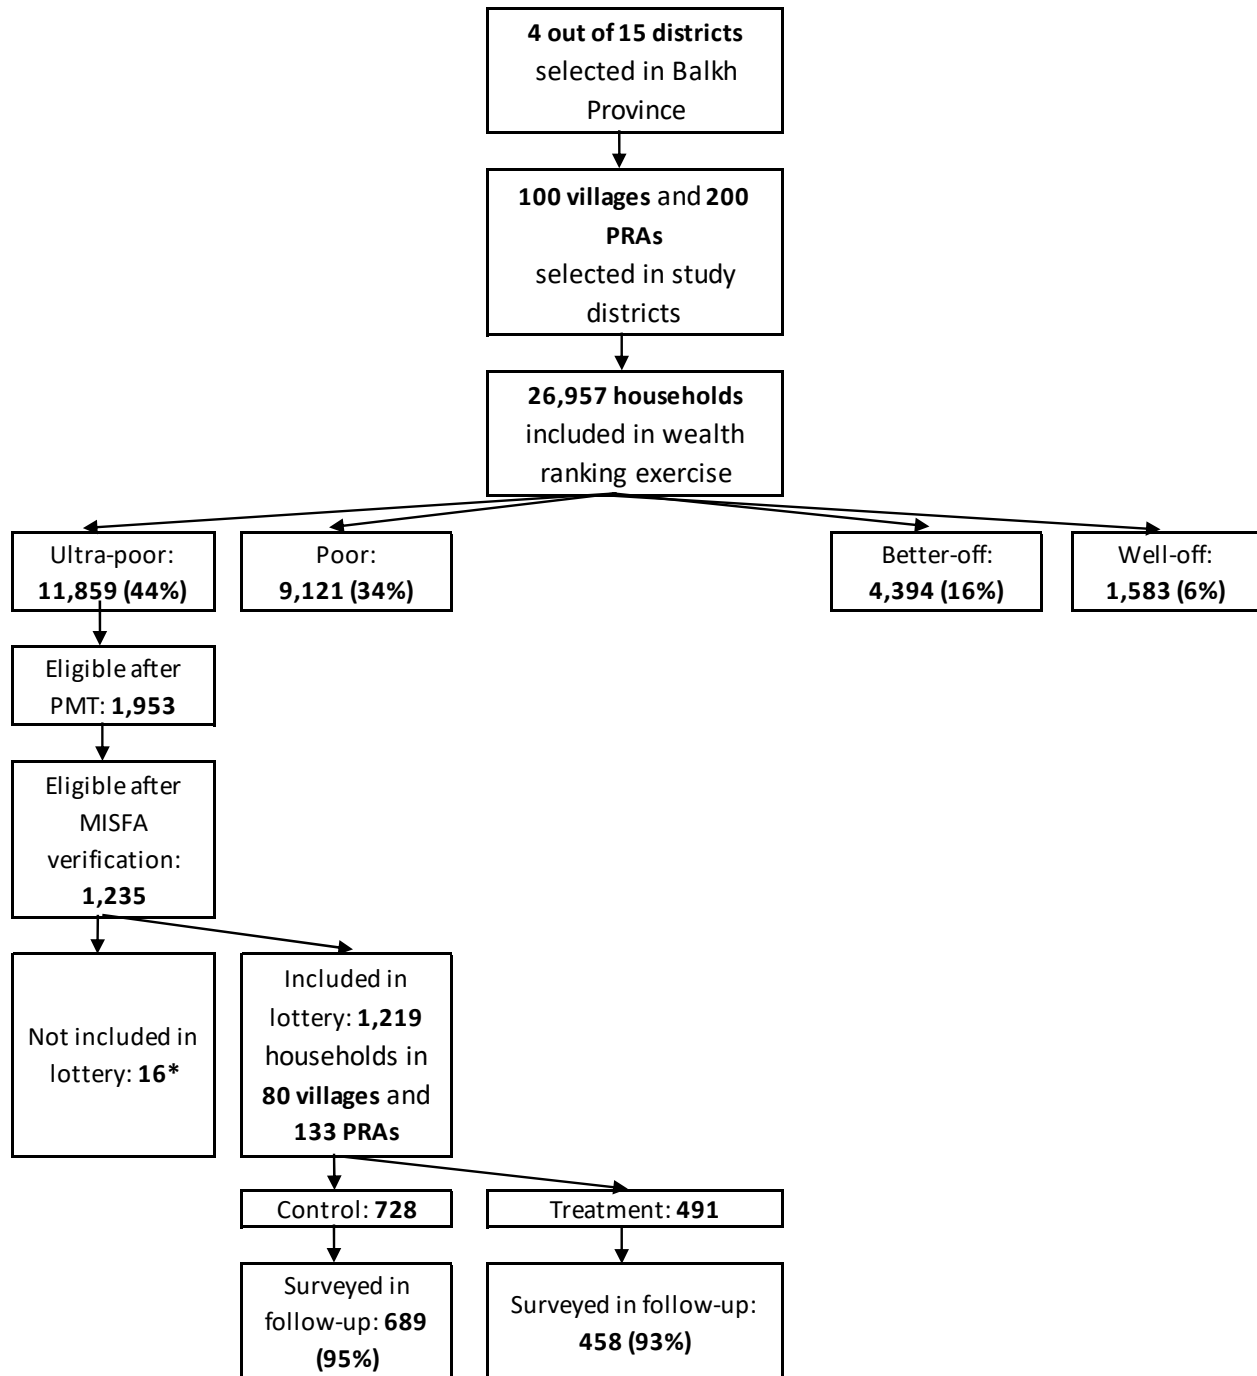 4 out of 15 districts
selected in Balkh
Province
100 villages and 200
PRAs
selected in study
districts
26,957 households
included in wealth
ranking exercise
Ultra-poor:
11,859 (44%)
Poor:
9,121 (34%)
Better-off:
4,394 (16%)
Well-off:
1,583 (6%)
Eligible after
PMT: 1,953
Eligible after
MISFA
verification:
1,235
Not included in
lottery: 16*
Included in
lottery: 1,219
households in
80 villages and
133 PRAs
Control: 728
Treatment: 491
Surveyed in
follow-up: 689
(95%)
Surveyed in follow-up:
458 (93%)